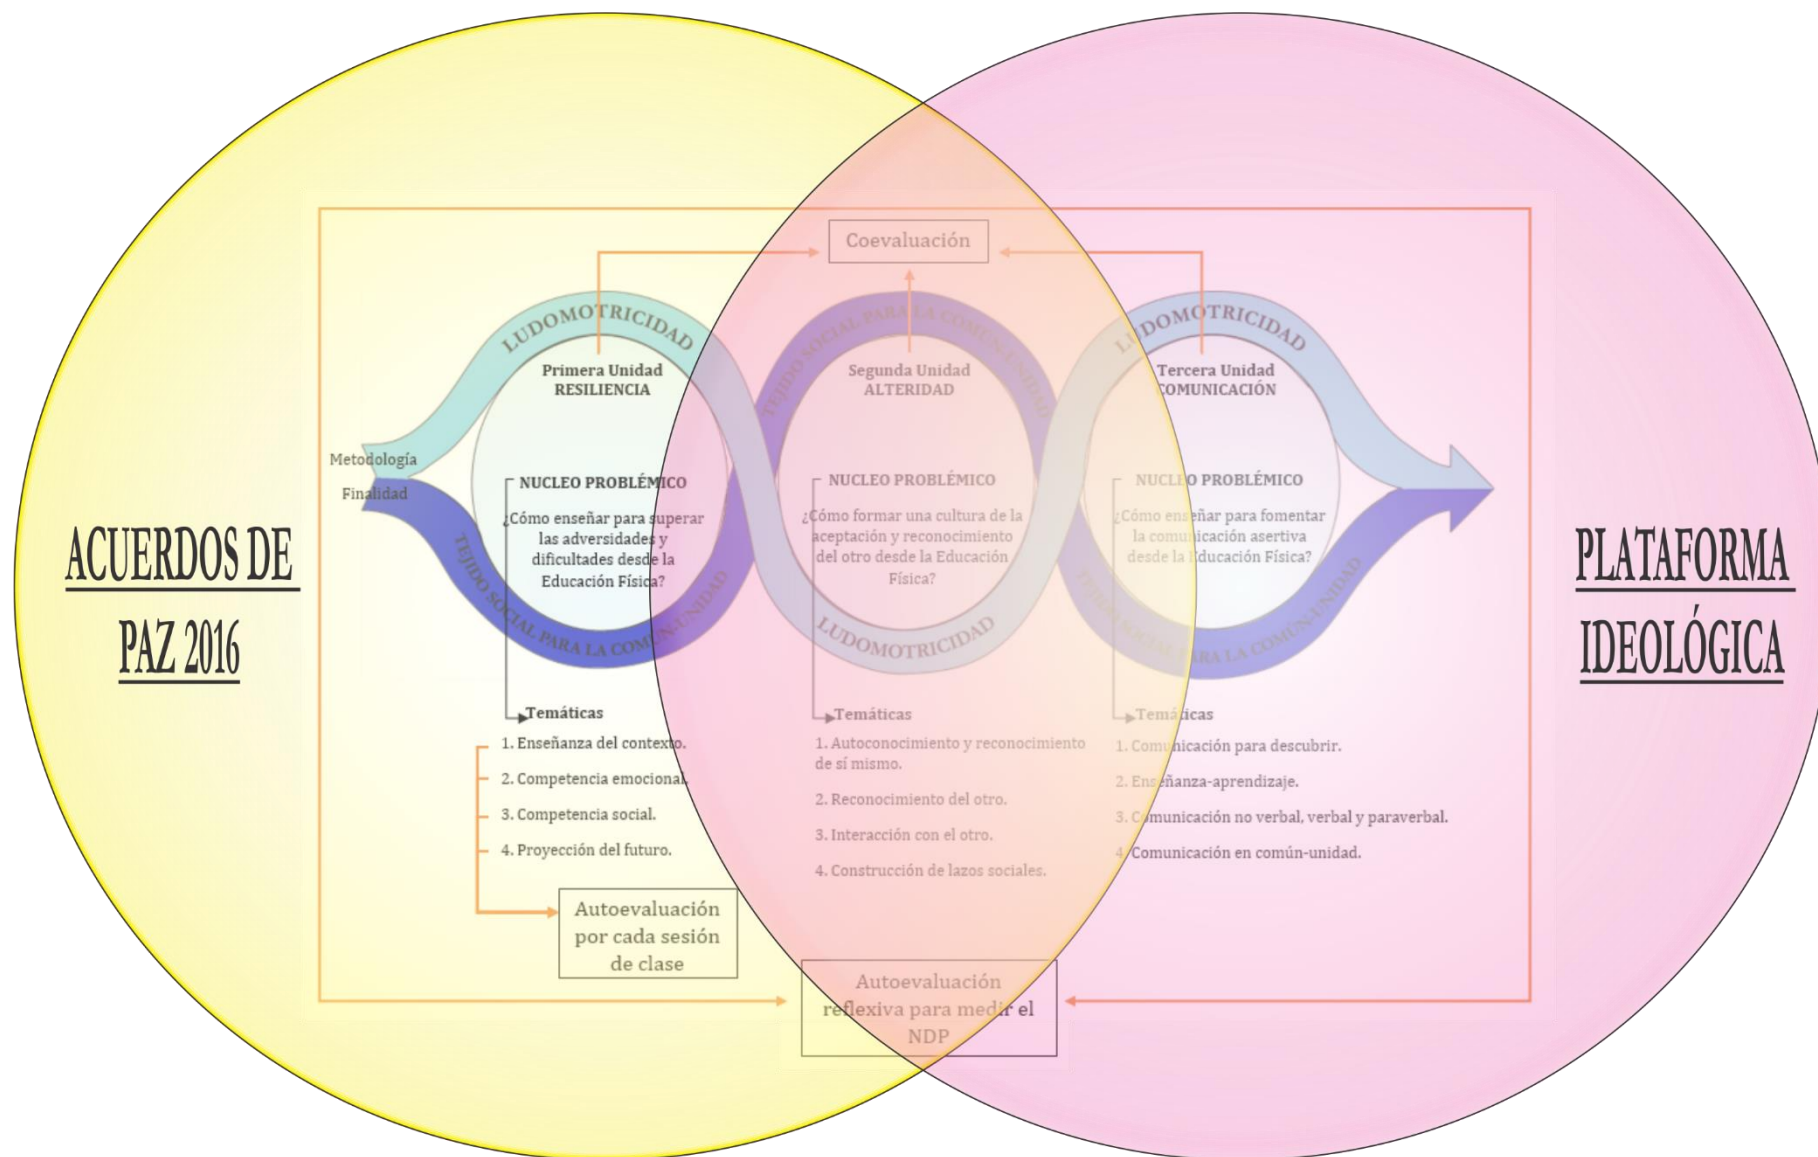 ACUERDOS DE
PAZ 2016
PLATAFORMA
IDEOLÓGICA
Coevaluación
LUDOMOTRICIDAD
TEJIDO SOCIAL PARA LA COMÚN-UNIDAD
LUDOMOTRICIDAD
Metodología
Finalidad
TEJIDO SOCIAL PARA LA COMÚN-UNIDAD
LUDOMOTRICIDAD
TEJIDO SOCIAL PARA LA COMÚN-UNIDAD
Primera Unidad
RESILIENCIA
NUCLEO PROBLÉMICO
¿Cómo enseñar para superar
las adversidades y
dificultades desde la
Educación Física?
Temáticas
1. Enseñanza del contexto.
2. Competencia emocional.
3. Competencia social.
4. Proyección del futuro.
Autoevaluación
por cada sesión
de clase
Segunda Unidad
ALTERIDAD
NUCLEO PROBLÉMICO
¿Cómo formar una cultura de la
aceptación y reconocimiento
del otro desde la Educación
Física?
Temáticas
1. Autoconocimiento y reconocimiento
de sí mismo.
2. Reconocimiento del otro.
3. Interacción con el otro.
4. Construcción de lazos sociales.
Tercera Unidad
COMUNICACIÓN
NUCLEO PROBLÉMICO
¿Cómo enseñar para fomentar
la comunicación asertiva
desde la Educación Física?
Temáticas
1. Comunicación para descubrir.
2. Enseñanza-aprendizaje.
3. Comunicación no verbal, verbal y paraverbal.
4. Comunicación en común-unidad.
Autoevaluación
reflexiva para medir el
NDP